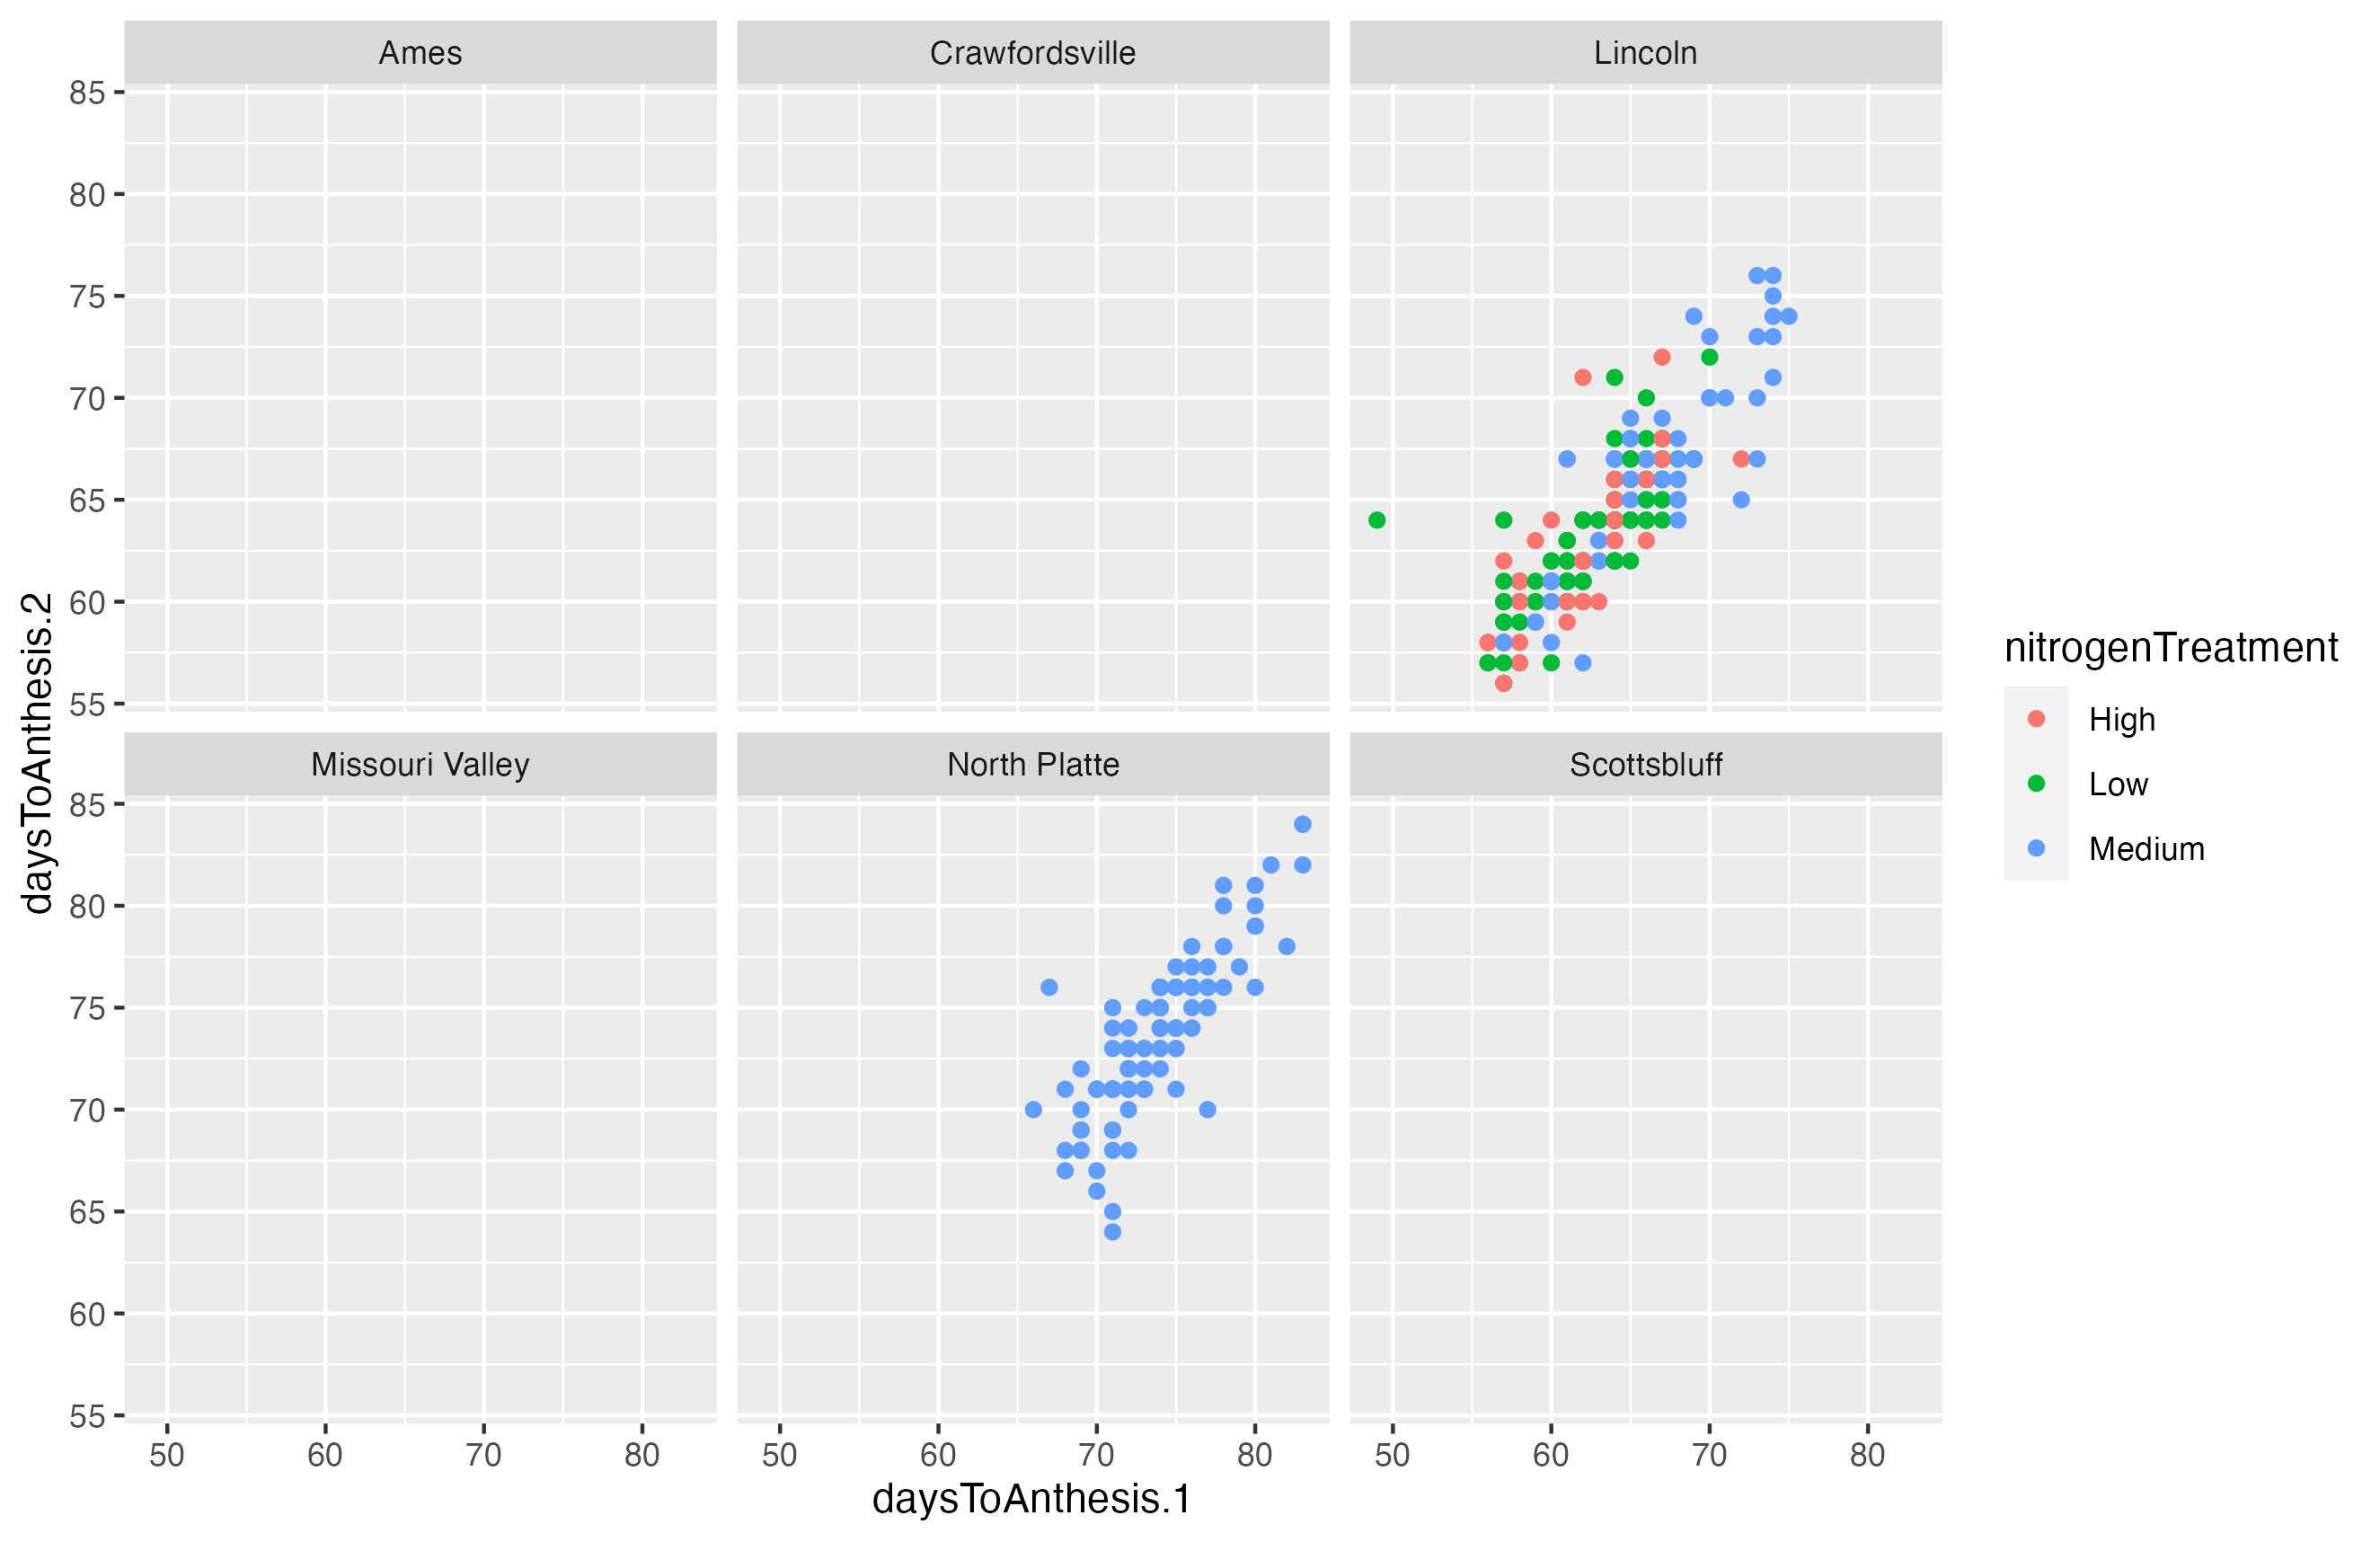 Ames Crawfordsville Lincoln
85
80
75
70
65
60
55
Missouri Valley North Platte Scottsbluff
85
80
75
70
65
60
55
50 60 70 80 50 60 70 80 50 60 70 80
daysToAnthesis.1
daysToAnthesis.2
nitrogenTreatment
High
Low
Medium